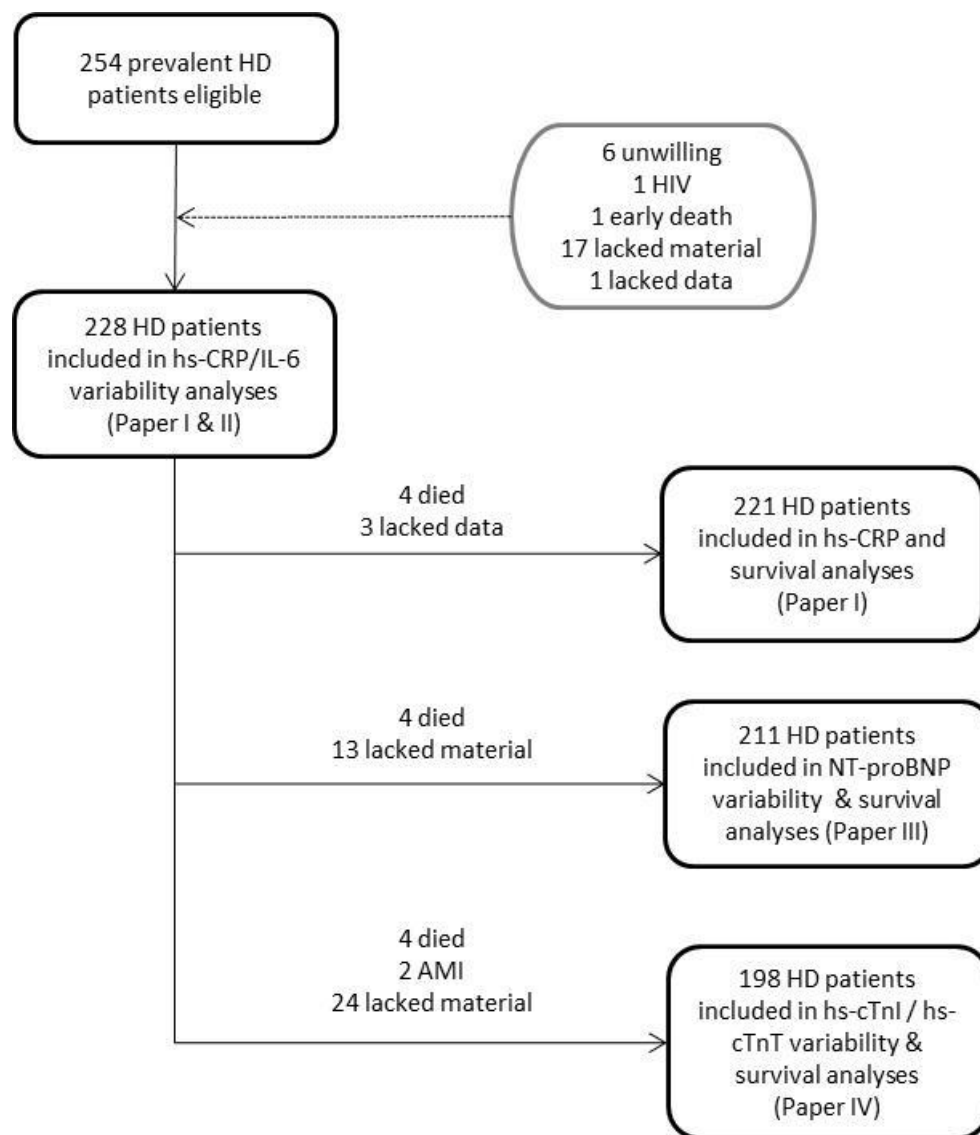 254 prevalent HD
patients eligible
6 unwilling
1 HIV
1 early death
17 lacked material
1 lacked data
228 HD patients
included in hs-CRP/IL-6
variability analyses
(Paper I & II)
4 died
3 lacked data
221 HD patients
included in hs-CRP and
survival analyses
(Paper I)
4 died
13 lacked material
211 HD patients
included in NT-proBNP
variability & survival
analyses (Paper III)
4 died
2 AMI
24 lacked material
198 HD patients
included in hs-cTnI / hs-
cTnT variability &
survival analyses
(Paper IV)